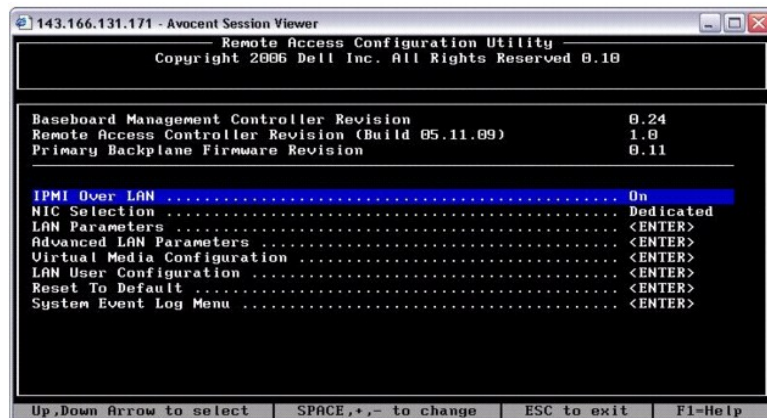 143.166.131.171 - Avocent Session Viewer
Remote Access Configuration Utility
Copyright 2006 Dell Inc. All Rights Reserved 0.10
Baseboard Management Controller Revision 0.24
Remote Access Controller Revision (Build 05.11.09) 1.0
Primary Backplane Firmware Revision 0.11
IPMI Over LAN ........................................................ On
NIC Selection ........................................................ Dedicated
LAN Parameters ....................................................... <ENTER>
Advanced LAN Parameters .............................................. <ENTER>
Virtual Media Configuration .......................................... <ENTER>
LAN User Configuration ............................................... <ENTER>
Reset To Default ..................................................... <ENTER>
System Event Log Menu ................................................ <ENTER>
Up,Down Arrow to select SPACE,+,- to change ESC to exit F1=Help